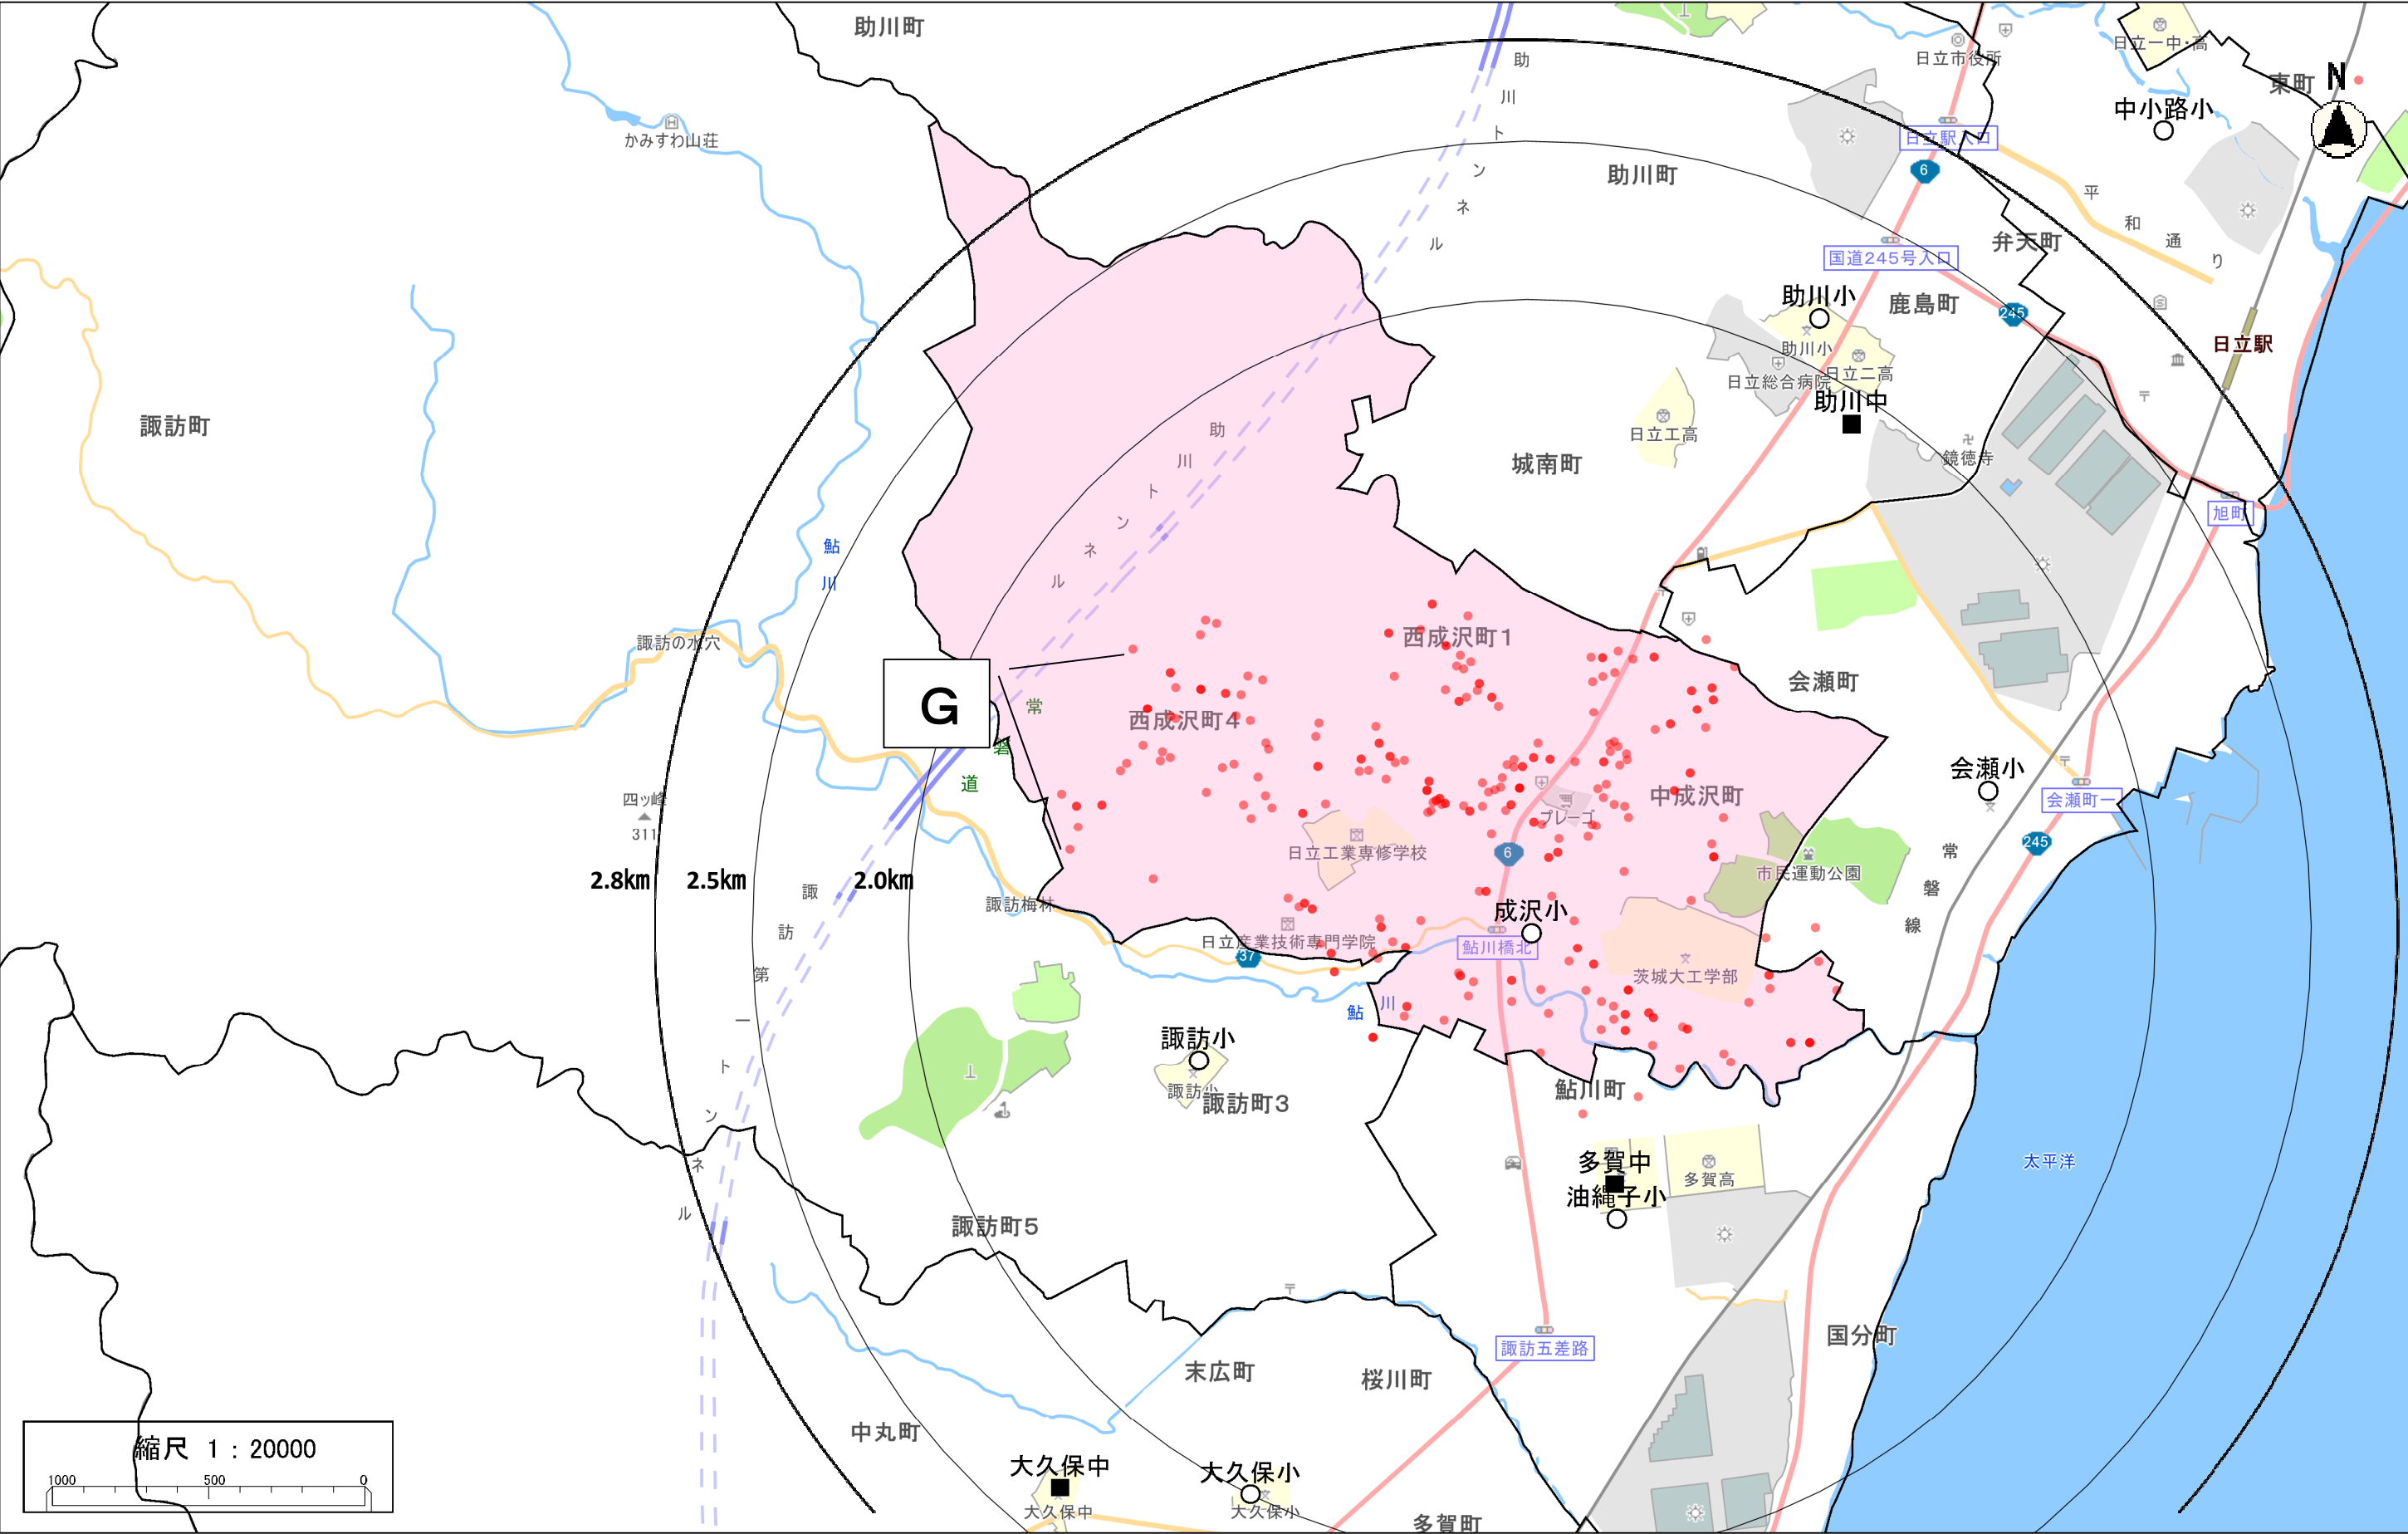 助川町
助川トンネル
日立市役所
日立一中・高
東町
N
中小路小
かみすわ山荘
日立駅入口
6
助川町
平和通り
弁天町
国道245号入口
助川小
鹿島町
245
助川小
日立駅
日立総合病院
日立二高
助川中
諏訪町
助川トンネル
日立工高
城南町
鏡徳寺
旭町
鮎川
諏訪の水穴
西成沢町1
会瀬町
G
常磐道
西成沢町4
四ッ峰
311
会瀬小
中成沢町
会瀬町一
プレーゴ
245
日立工業専修学校
6
市民運動公園
常磐線
2.8km
2.5km
2.0km
諏訪第一トンネル
諏訪梅林
成沢小
日立産業技術専門学院
鮎川橋北
37
茨城大工学部
鮎川
諏訪小
諏訪小
諏訪町3
鮎川町
多賀中
多賀高
太平洋
油縄子小
諏訪町5
国分町
諏訪五差路
末広町
桜川町
中丸町
縮尺 1：20000
1000 500 0
大久保中
大久保小
大久保中
大久保小
多賀町